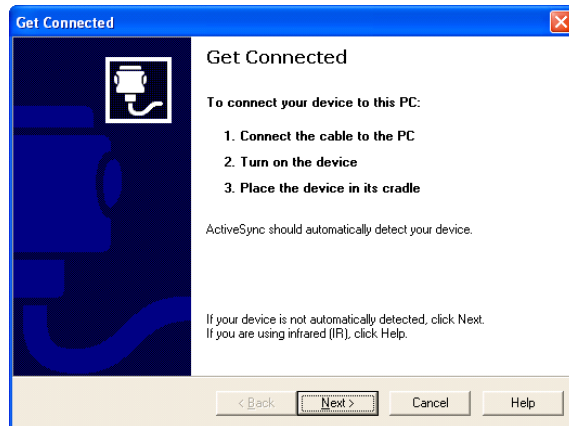 Get Connected
Get Connected
To connect your device to this PC:
1. Connect the cable to the PC
2. Turn on the device
3. Place the device in its cradle
ActiveSync should automatically detect your device.
If your device is not automatically detected, click Next.
If you are using infrared (IR), click Help.
< Back Next > Cancel Help